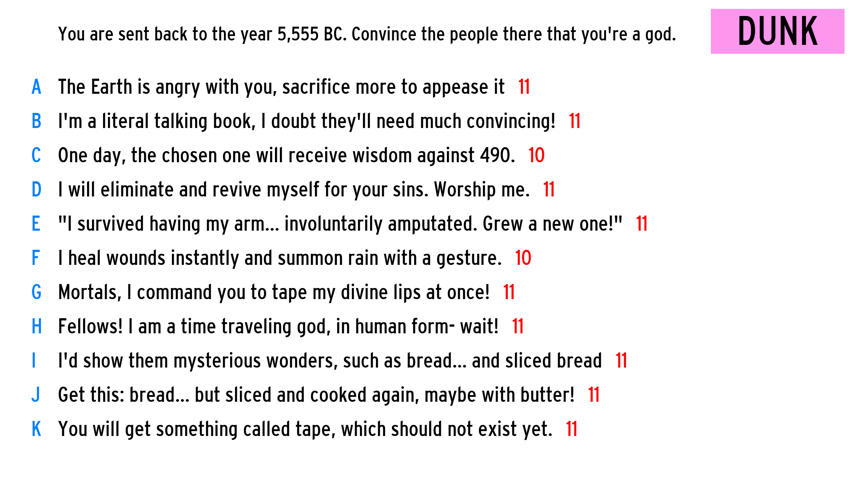 You are sent back to the year 5,555 BC. Convince the people there that you're a god.
DUNK
A The Earth is angry with you, sacrifice more to appease it 11
B I'm a literal talking book, I doubt they'll need much convincing! 11
C One day, the chosen one will receive wisdom against 490. 10
D I will eliminate and revive myself for your sins. Worship me. 11
E "I survived having my arm... involuntarily amputated. Grew a new one!" 11
F I heal wounds instantly and summon rain with a gesture. 10
G Mortals, I command you to tape my divine lips at once! 11
H Fellows! I am a time traveling god, in human form- wait! 11
I I'd show them mysterious wonders, such as bread... and sliced bread 11
J Get this: bread... but sliced and cooked again, maybe with butter! 11
K You will get something called tape, which should not exist yet. 11